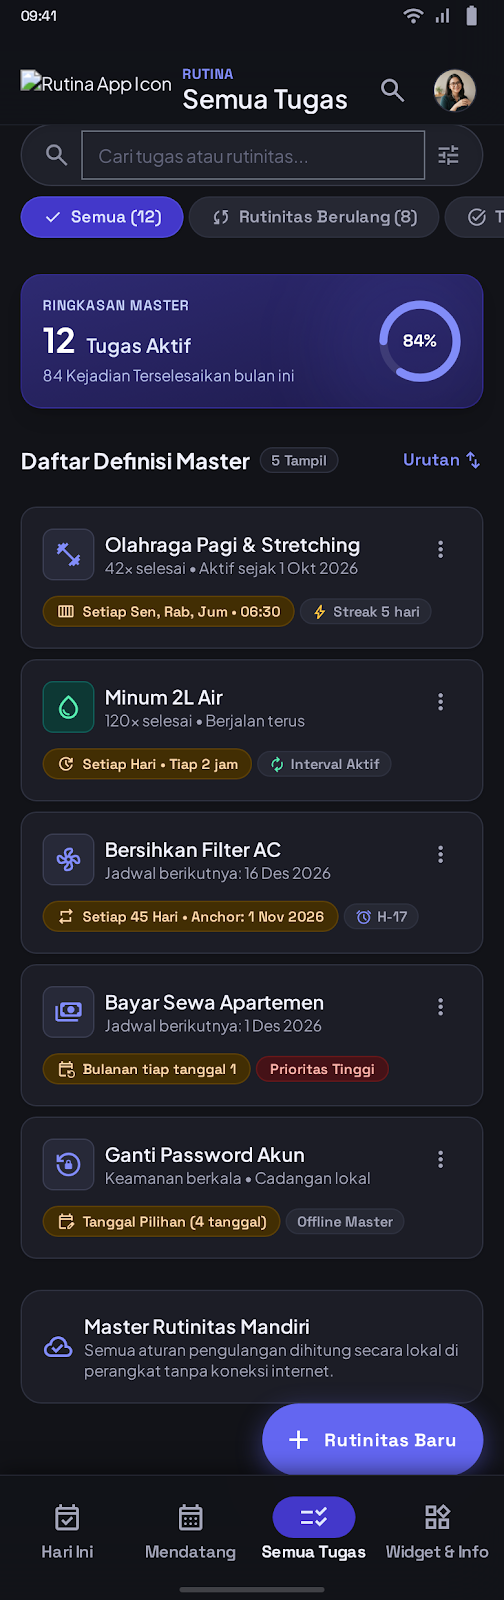 09:41
Rutina App Icon
RUTINA
Semua Tugas
Cari tugas atau rutinitas...
Semua (12)
Rutinitas Berulang (8)
T
RINGKASAN MASTER
12 Tugas Aktif
84 Kejadian Terselesaikan bulan ini
84%
Daftar Definisi Master
5 Tampil
Urutan
Olahraga Pagi & Stretching
42× selesai • Aktif sejak 1 Okt 2026
Setiap Sen, Rab, Jum • 06:30
Streak 5 hari
Minum 2L Air
120× selesai • Berjalan terus
Setiap Hari • Tiap 2 jam
Interval Aktif
Bersihkan Filter AC
Jadwal berikutnya: 16 Des 2026
Setiap 45 Hari • Anchor: 1 Nov 2026
H-17
Bayar Sewa Apartemen
Jadwal berikutnya: 1 Des 2026
Bulanan tiap tanggal 1
Prioritas Tinggi
Ganti Password Akun
Keamanan berkala • Cadangan lokal
Tanggal Pilihan (4 tanggal)
Offline Master
Master Rutinitas Mandiri
Semua aturan pengulangan dihitung secara lokal di
perangkat tanpa koneksi internet.
Rutinitas Baru
Hari Ini
Mendatang
Semua Tugas
Widget & Info